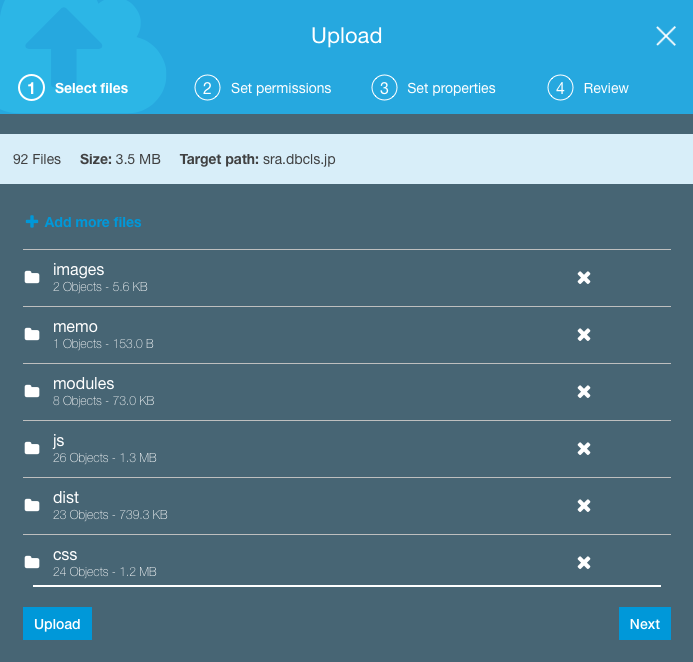 Upload
1 Select files 2 Set permissions 3 Set properties 4 Review
92 Files Size: 3.5 MB Target path: sra.dbcls.jp
Add more files
images
2 Objects - 5.6 KB
memo
1 Objects - 153.0 B
modules
8 Objects - 73.0 KB
js
26 Objects - 1.3 MB
dist
23 Objects - 739.3 KB
css
24 Objects - 1.2 MB
Upload Next